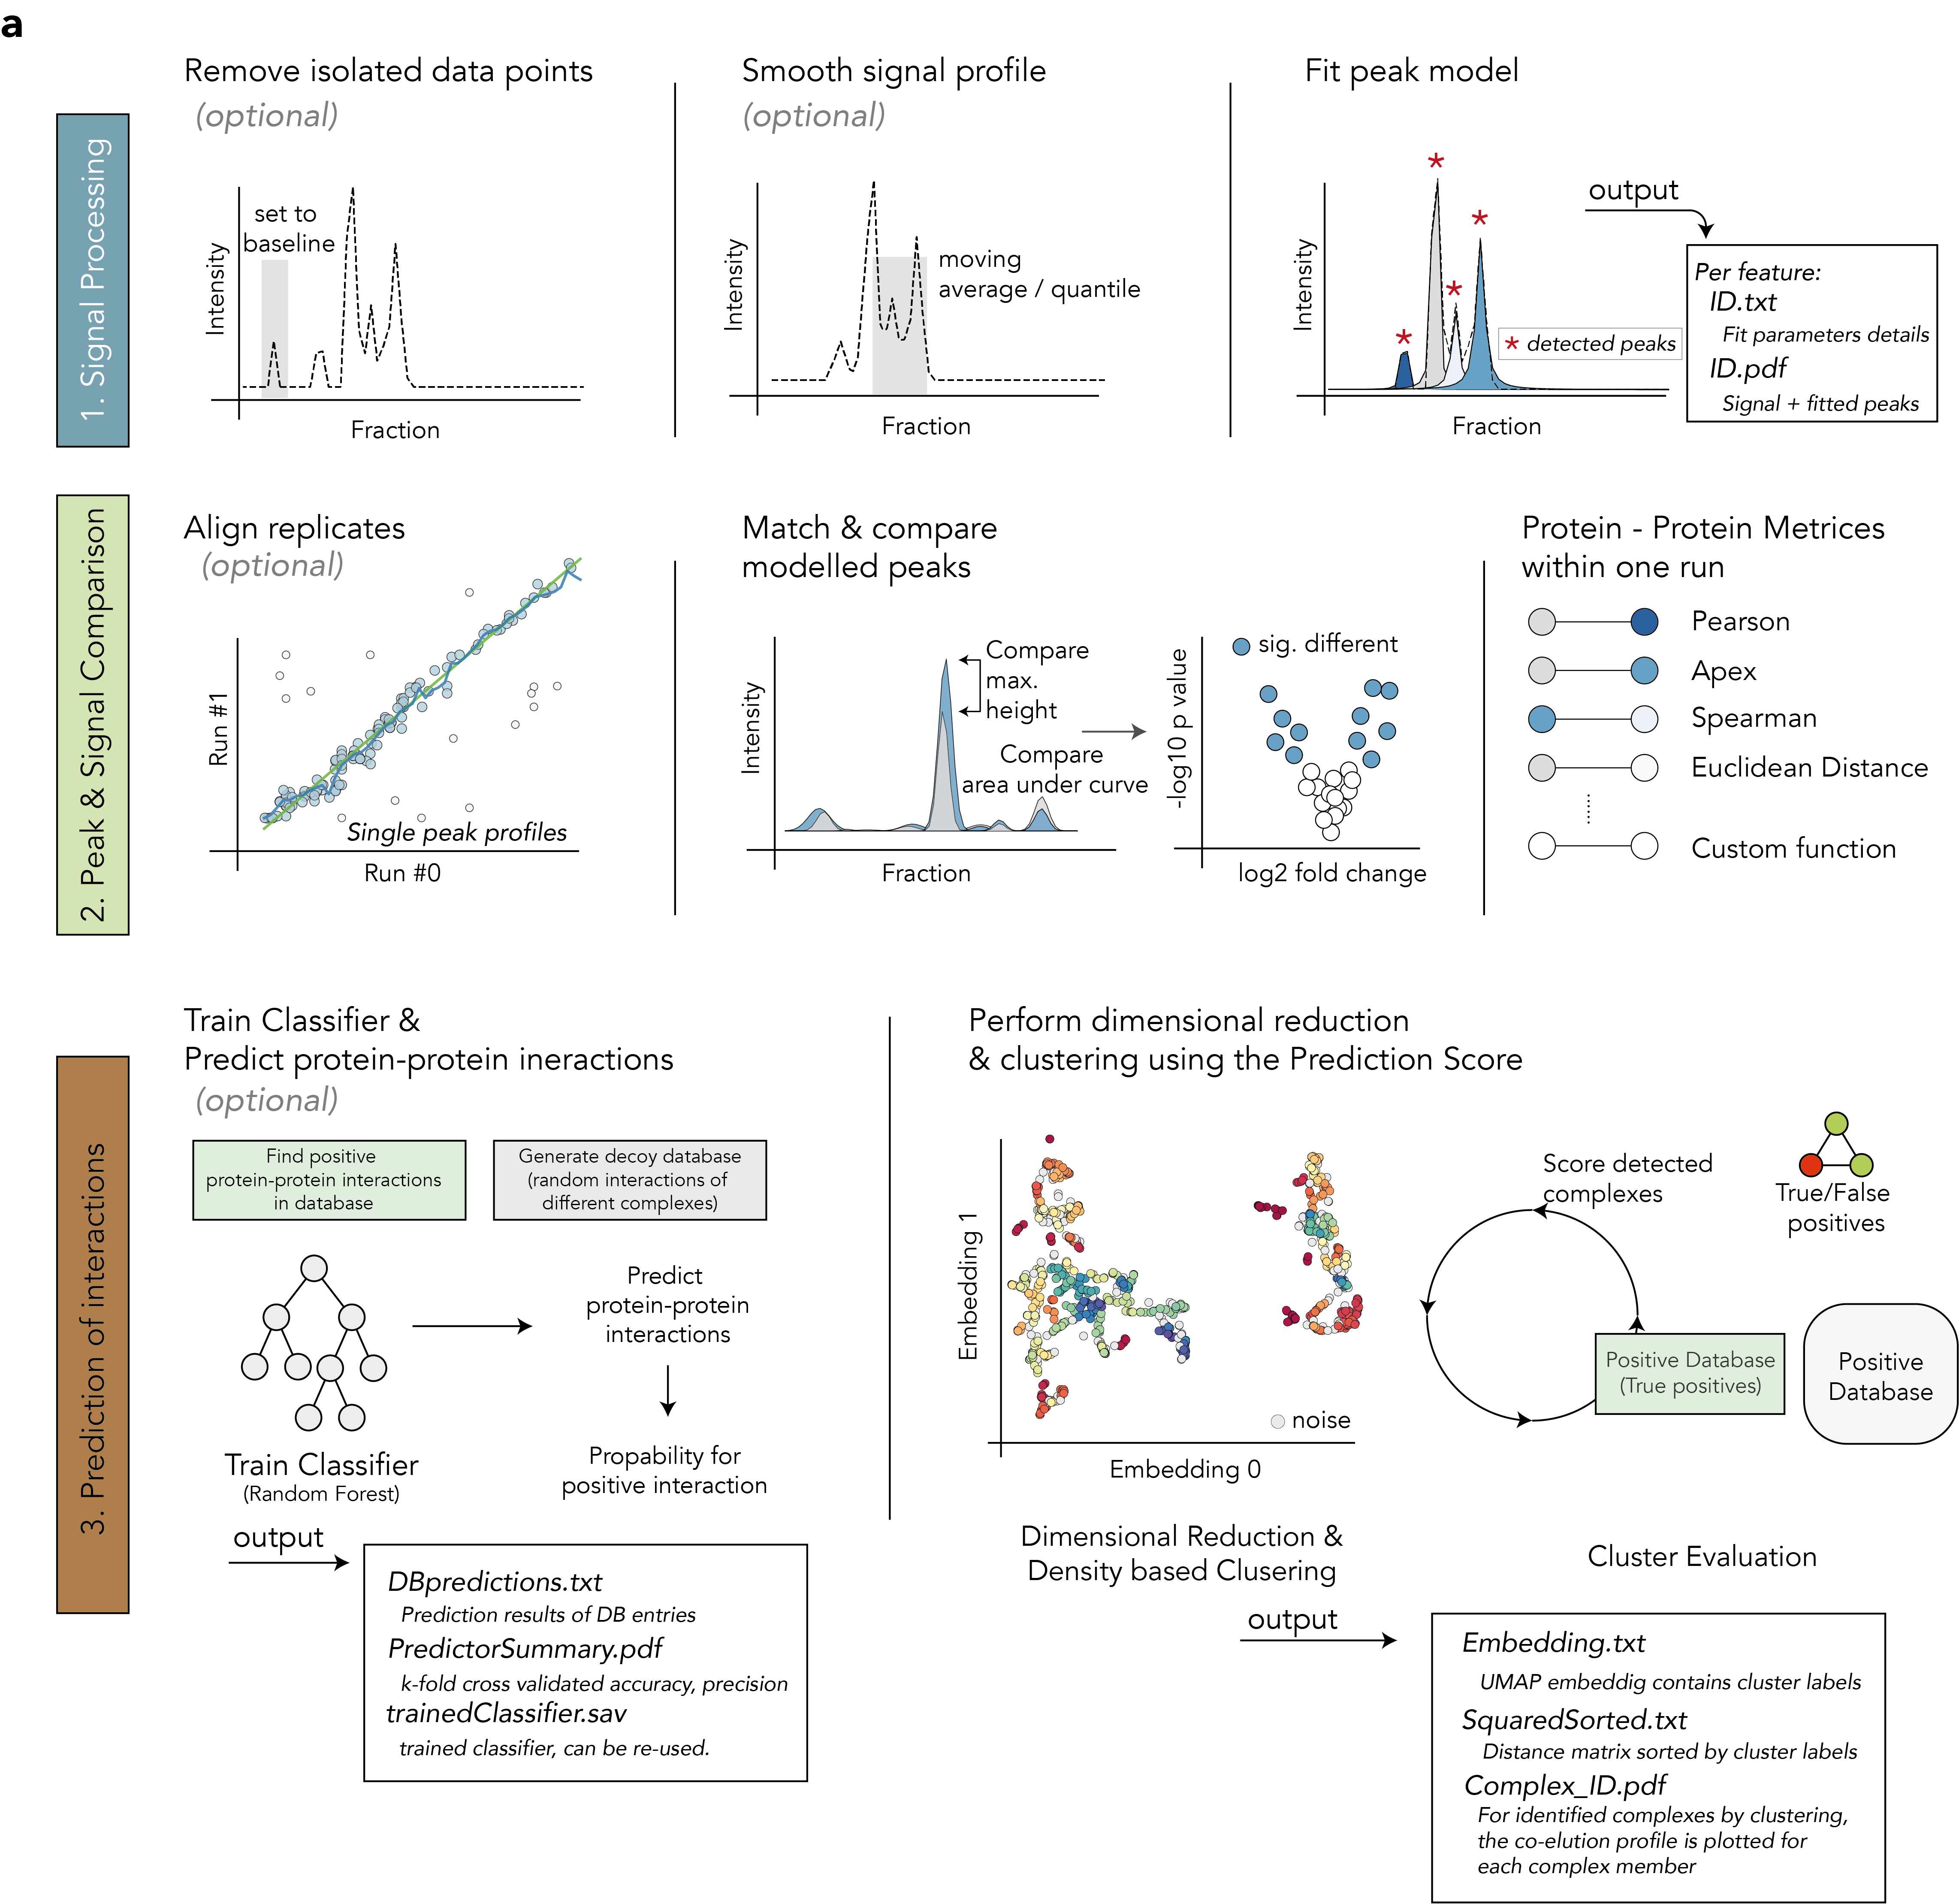 a
1. Signal Processing
Remove isolated data points
(optional)
set to
baseline
Intensity
Fraction
Smooth signal profile
(optional)
moving
average / quantile
Intensity
Fraction
Fit peak model
* detected peaks
Intensity
Fraction
output
Per feature:
ID.txt
Fit parameters details
ID.pdf
Signal + fitted peaks
2. Peak & Signal Comparison
Align replicates
(optional)
Run #1
Single peak profiles
Run #0
Match & compare
modelled peaks
Compare
max.
height
Compare
area under curve
Intensity
Fraction
sig. different
-log10 p value
log2 fold change
Protein - Protein Metrices
within one run
Pearson
Apex
Spearman
Euclidean Distance
Custom function
3. Prediction of interactions
Train Classifier &
Predict protein-protein ineractions
(optional)
Find positive
protein-protein interactions
in database
Generate decoy database
(random interactions of
different complexes)
Predict
protein-protein
interactions
Propability for
positive interaction
Train Classifier
(Random Forest)
output
DBpredictions.txt
Prediction results of DB entries
PredictorSummary.pdf
k-fold cross validated accuracy, precision
trainedClassifier.sav
trained classifier, can be re-used.
Perform dimensional reduction
& clustering using the Prediction Score
Embedding 1
noise
Embedding 0
Score detected
complexes
True/False
positives
Positive Database
(True positives)
Positive
Database
Dimensional Reduction &
Density based Clusering
Cluster Evaluation
output
Embedding.txt
UMAP embeddig contains cluster labels
SquaredSorted.txt
Distance matrix sorted by cluster labels
Complex_ID.pdf
For identified complexes by clustering,
the co-elution profile is plotted for
each complex member